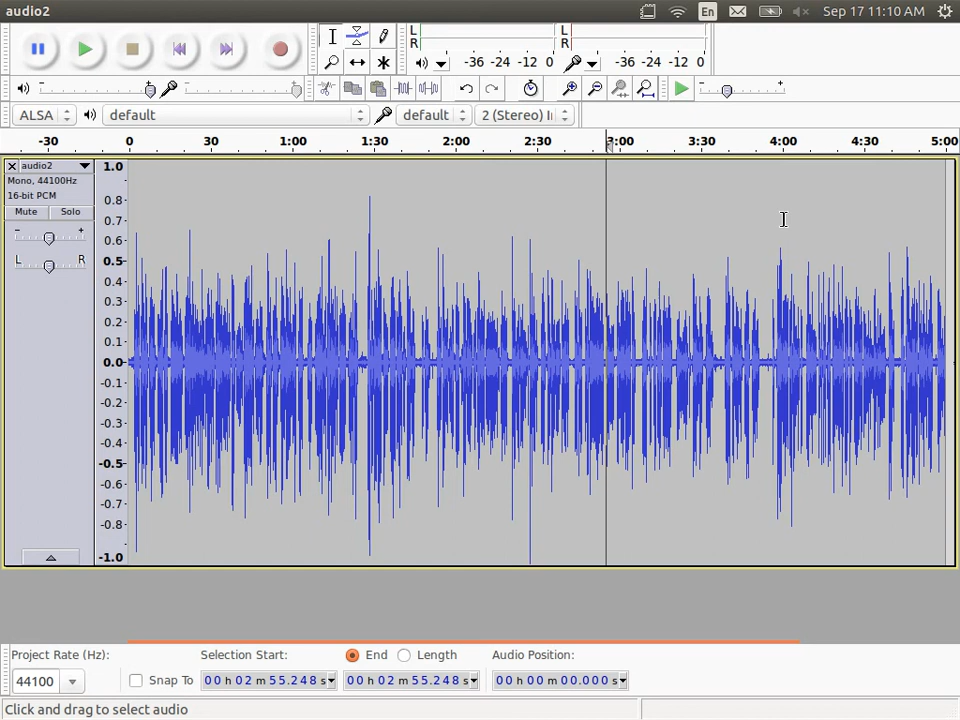 audio2 En Sep 17 11:10 AM
L
R
-36 -24 -12 0
L
R
-36 -24 -12 0
ALSA default default 2 (Stereo) I
-30 0 30 1:00 1:30 2:00 2:30 3:00 3:30 4:00 4:30 5:00
audio2
Mono, 44100Hz
16-bit PCM
Mute Solo
- +
L R
1.0
0.8
0.7
0.6
0.5
0.4
0.3
0.2
0.1
0.0
-0.1
-0.2
-0.3
-0.4
-0.5
-0.6
-0.7
-0.8
-1.0
Project Rate (Hz): Selection Start: End Length Audio Position:
44100 Snap To 00 h 02 m 55.248 s 00 h 02 m 55.248 s 00 h 00 m 00.000 s
Click and drag to select audio